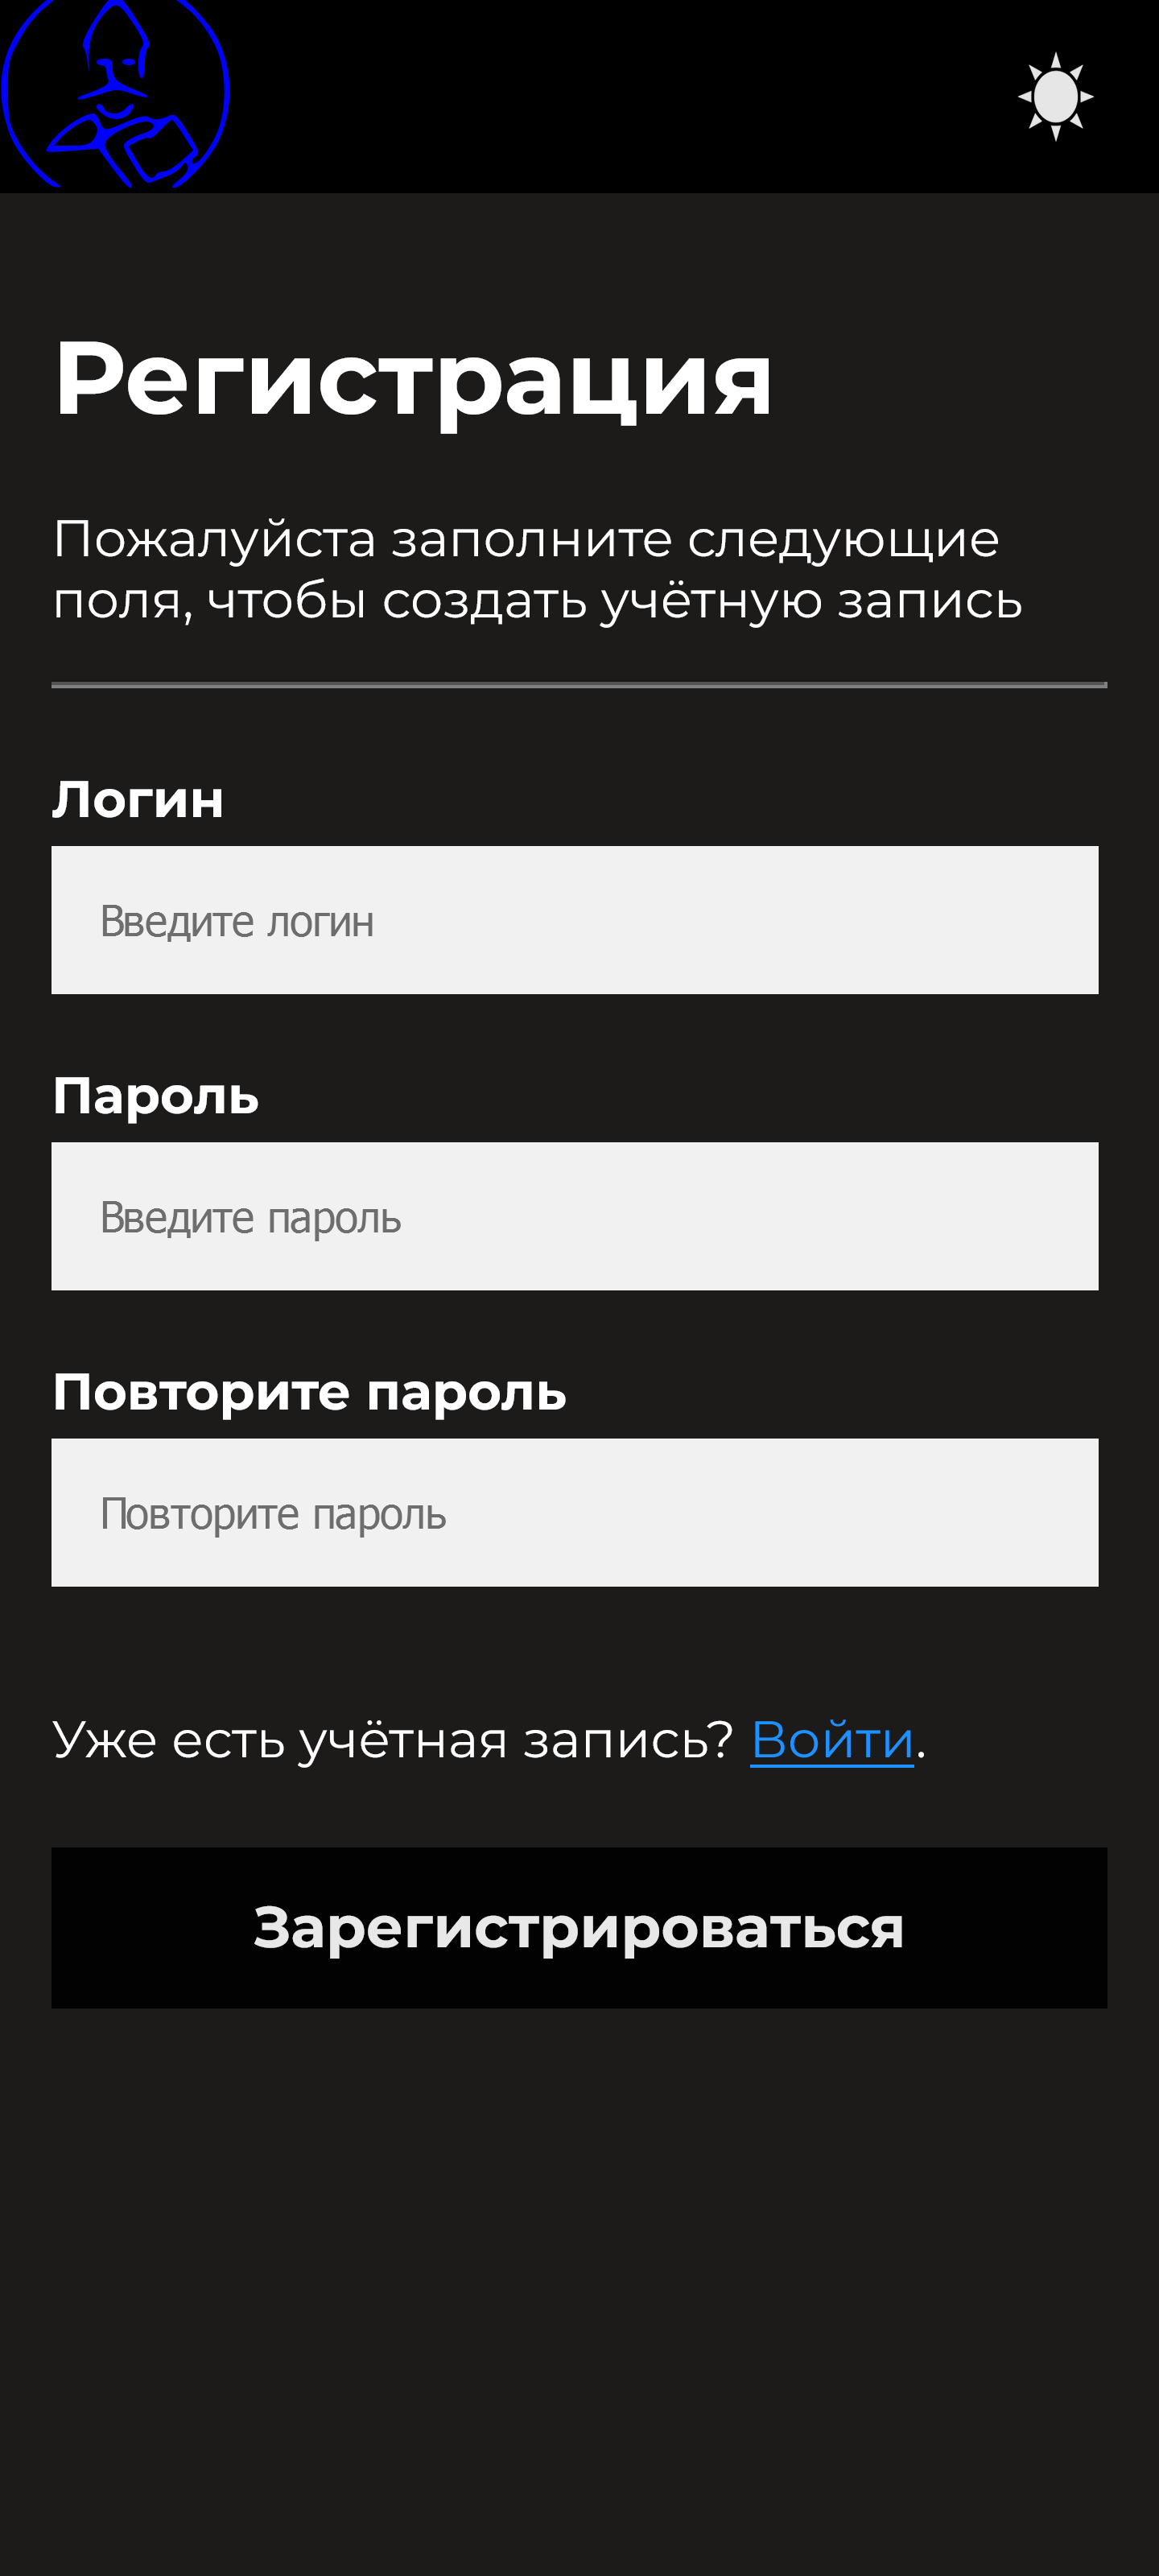 Регистрация
Пожалуйста заполните следующие
поля, чтобы создать учётную запись
Логин
Введите логин
Пароль
Введите пароль
Повторите пароль
Повторите пароль
Уже есть учётная запись? Войти.
Зарегистрироваться